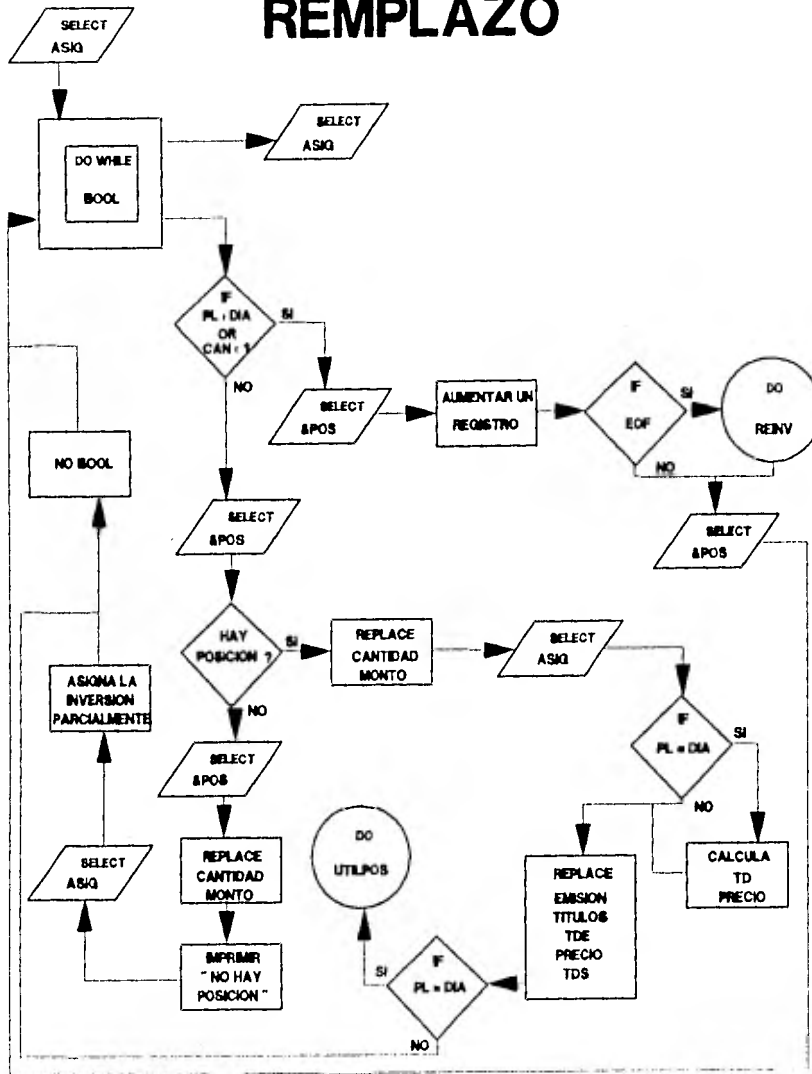 REMPLAZO
SELECT
ASIG
SELECT
ASIG
DO WHILE
BOOL
IF
PL : DIA
OR
CAN < 1
SI
NO
SELECT
&POS
AUMENTAR UN
REGISTRO
IF
EOF
SI
NO
DO
REINV
SELECT
&POS
NO BOOL
SELECT
&POS
HAY
POSICION ?
SI
NO
REPLACE
CANTIDAD
MONTO
SELECT
ASIG
IF
PL = DIA
SI
NO
ASIGNA LA
INVERSION
PARCIALMENTE
SELECT
&POS
DO
UTILPOS
CALCULA
TD
PRECIO
REPLACE
CANTIDAD
MONTO
REPLACE
EMISIÓN
TITULOS
TDE
PRECIO
TDS
SELECT
ASIG
IMPRIMIR
" NO HAY
POSICION "
IF
PL = DIA
SI
NO